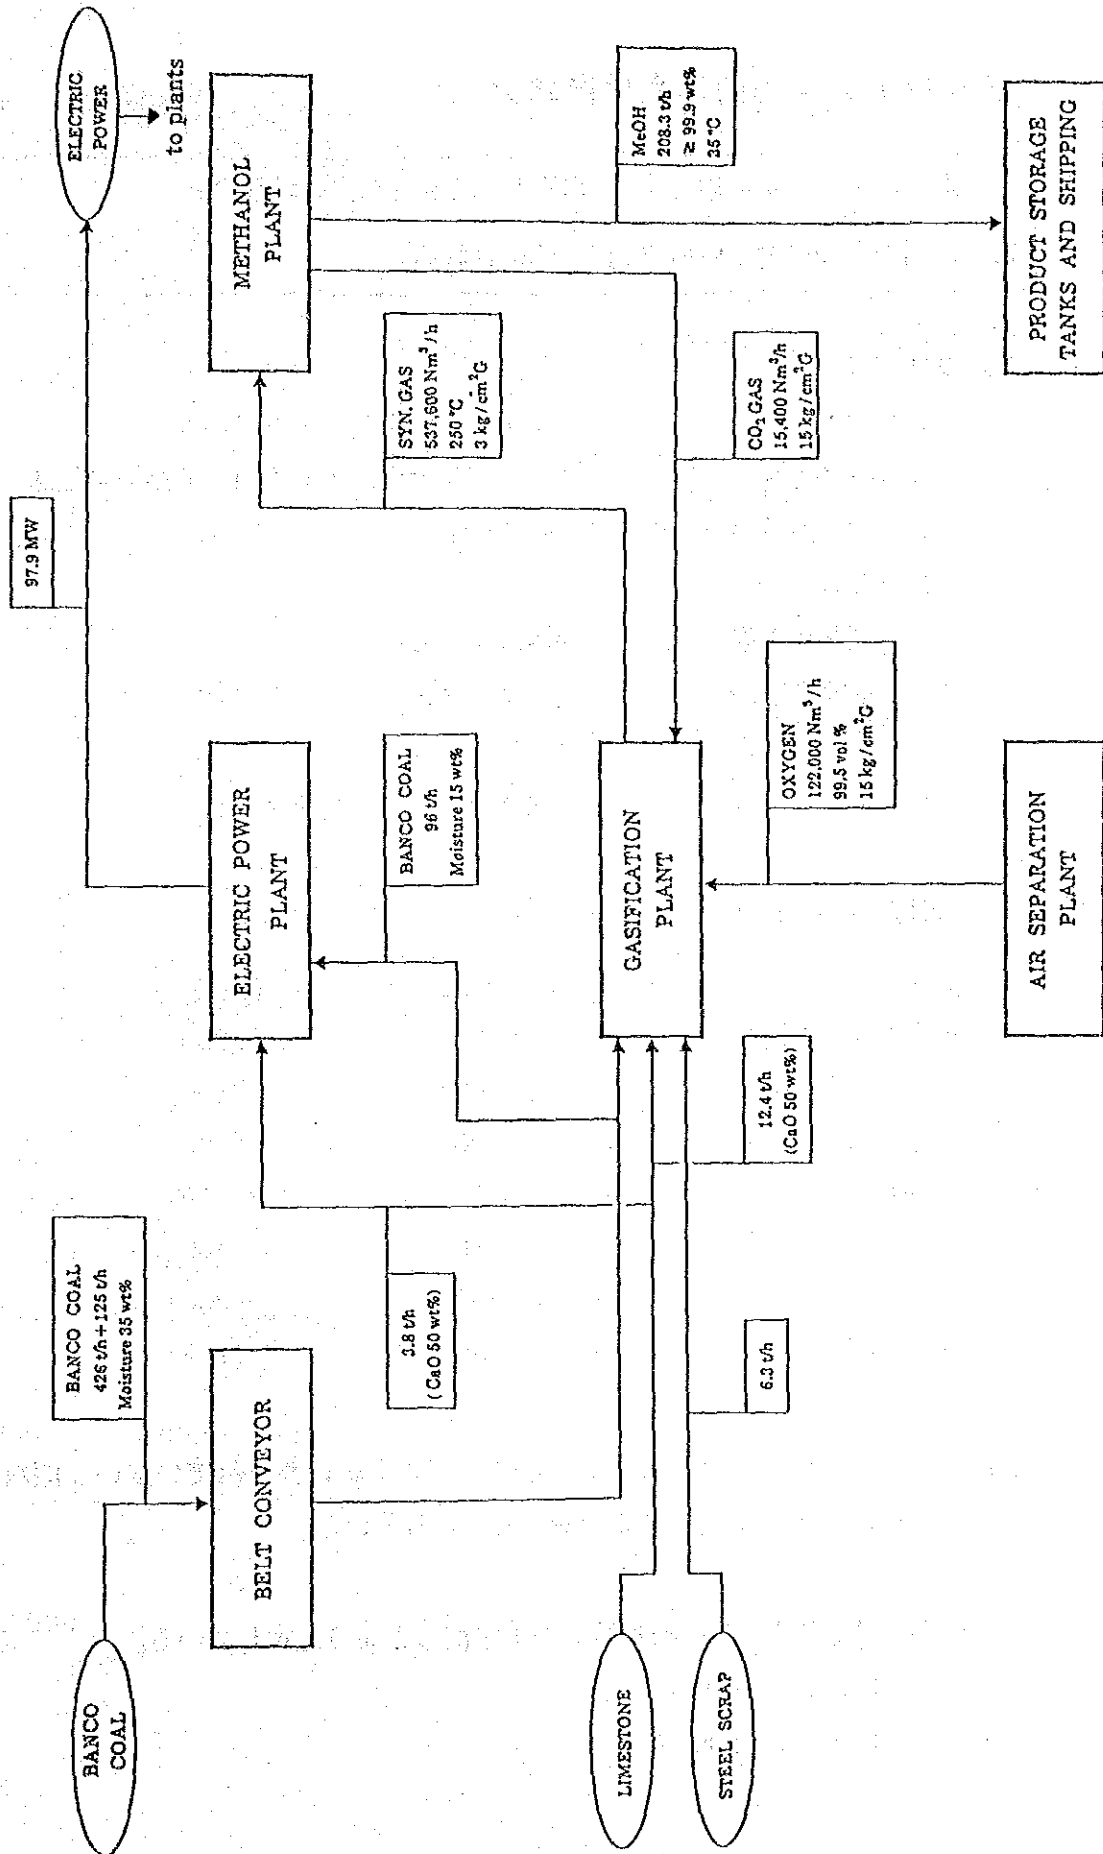 BANCO
COAL
BANCO COAL
426 t/h+125 t/h
Moisture 35 wt%
BELT CONVEYOR
LIMESTONE
STEEL SCRAP
3.8 t/h
(CaO 50 wt%)
6.3 t/h
12.4 t/h
(CaO 50 wt%)
BANCO COAL
96 t/h
Moisture 15 wt%
ELECTRIC POWER
PLANT
97.9 MW
ELECTRIC
POWER
to plants
GASIFICATION
PLANT
AIR SEPARATION
PLANT
OXYGEN
122,000 Nm³/h
99.5 vol %
15 kg/cm²G
SYN. GAS
537,600 Nm³/h
250 °C
3 kg/cm²G
CO₂ GAS
15,400 Nm³/h
15 kg/cm²G
METHANOL
PLANT
MeOH
208.3 t/h
≥ 99.9 wt%
35 °C
PRODUCT STORAGE
TANKS AND SHIPPING